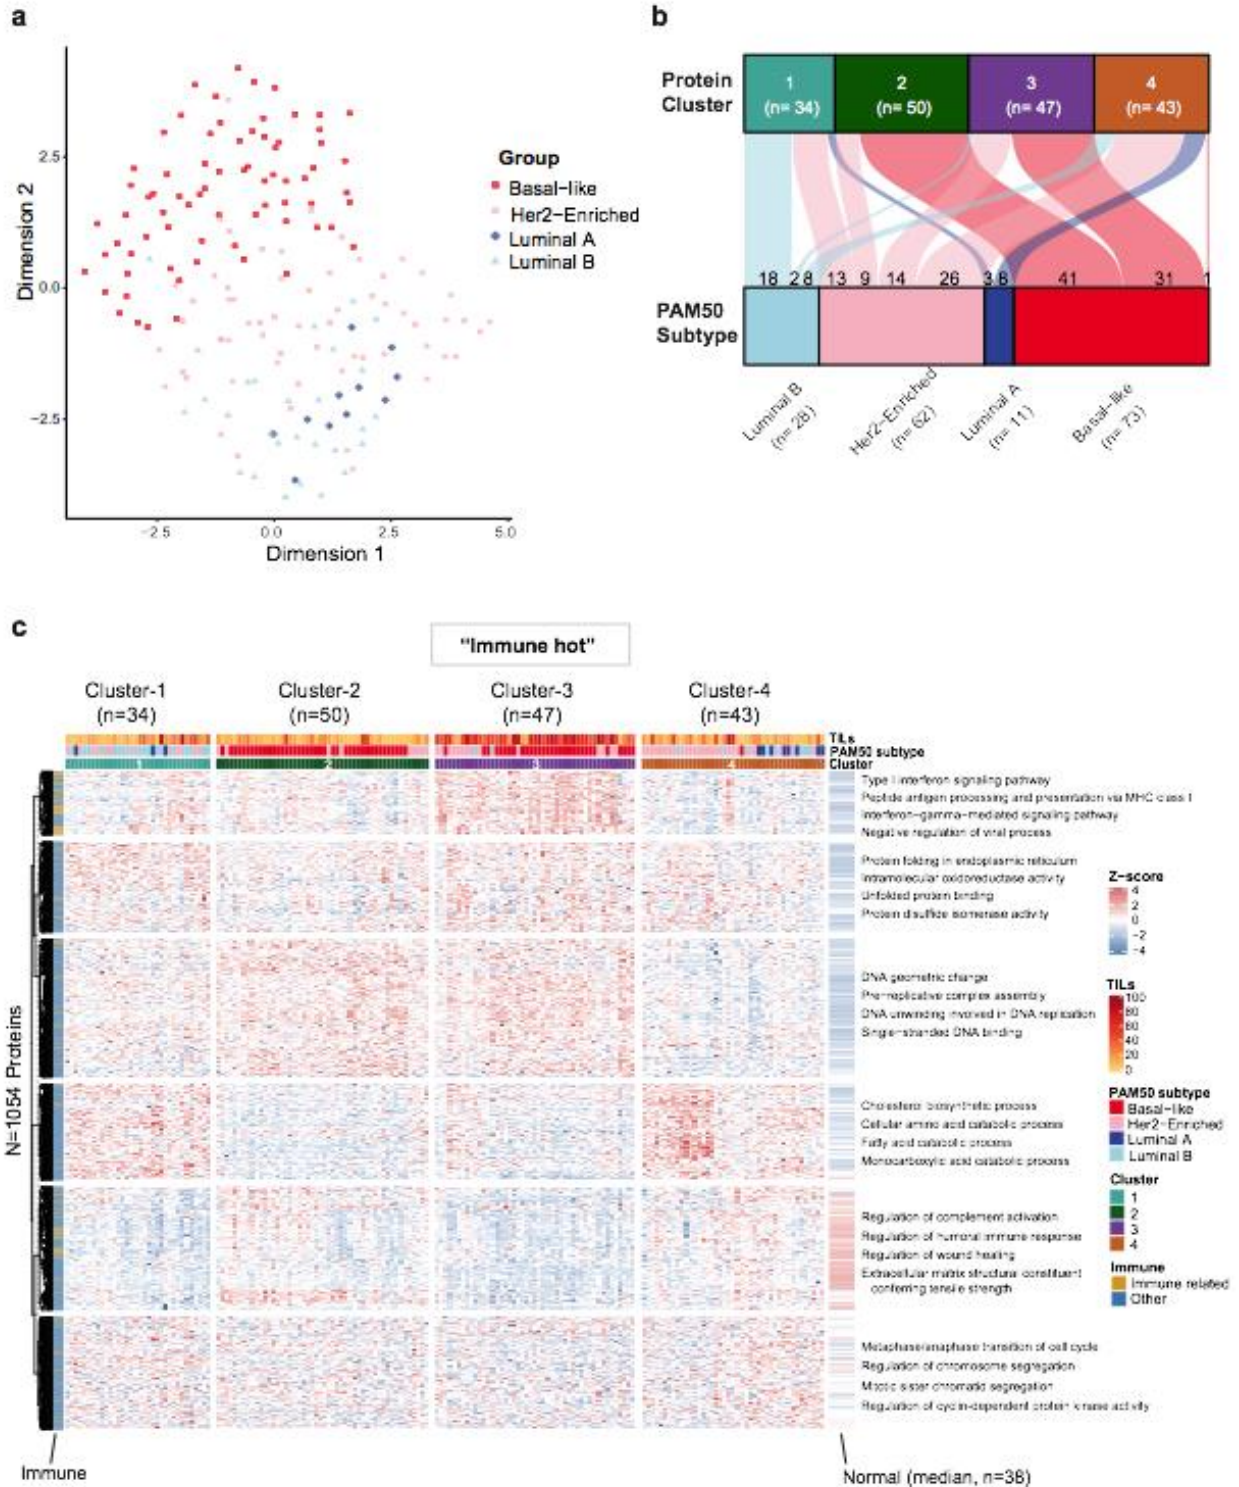 a
2.5
0.0
−2.5
Dimension 2
−2.5
0.0
2.5
5.0
Dimension 1
Group
Basal−like
Her2−Enriched
Luminal A
Luminal B
b
Protein
Cluster
1
(n= 34)
2
(n= 50)
3
(n= 47)
4
(n= 43)
18 2 8 13 9 14 26 3 8 41 31 1
PAM50
Subtype
Luminal B
(n= 28)
Her2−Enriched
(n= 62)
Luminal A
(n= 11)
Basal−like
(n= 73)
c
“Immune hot”
Cluster-1
(n=34)
Cluster-2
(n=50)
Cluster-3
(n=47)
Cluster-4
(n=43)
TILs
PAM50 subtype
Cluster
1 2 3 4
N=1054 Proteins
Type I interferon signaling pathway
Peptide antigen processing and presentation via MHC class I
Interferon−gamma−mediated signaling pathway
Negative regulation of viral process
Protein folding in endoplasmic reticulum
Intramolecular oxidoreductase activity
Unfolded protein binding
Protein disulfide isomerase activity
DNA geometric change
Pre−replicative complex assembly
DNA unwinding involved in DNA replication
Single−stranded DNA binding
Cholesterol biosynthetic process
Cellular amino acid catabolic process
Fatty acid catabolic process
Monocarboxylic acid catabolic process
Regulation of complement activation
Regulation of humoral immune response
Regulation of wound healing
Extracellular matrix structural constituent
conferring tensile strength
Metaphase/anaphase transition of cell cycle
Regulation of chromosome segregation
Mitotic sister chromatid segregation
Regulation of cyclin−dependent protein kinase activity
Z−score
4
2
0
−2
−4
TILs
100
80
60
40
20
0
PAM50 subtype
Basal−like
Her2−Enriched
Luminal A
Luminal B
Cluster
1
2
3
4
Immune
Immune related
Other
Immune
Normal (median, n=38)